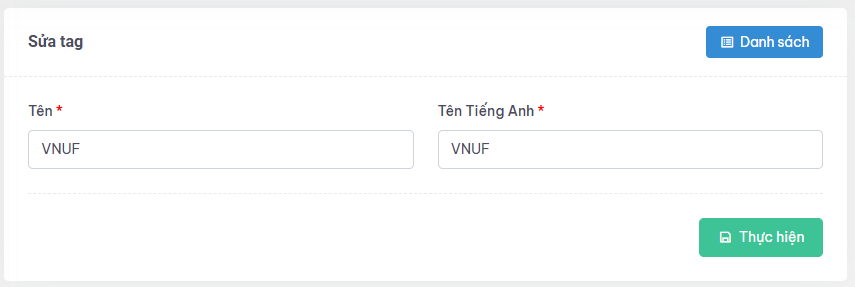 Sửa tag
Danh sách
Tên *
Tên Tiếng Anh *
VNUF
VNUF
Thực hiện